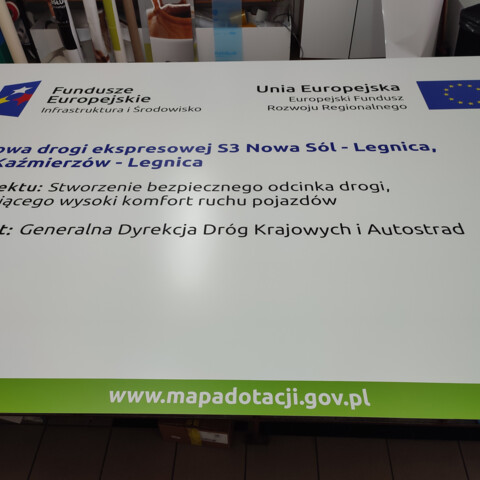 Fundusze
Europejskie
Infrastruktura i Środowisko
Unia Europejska
Europejski Fundusz
Rozwoju Regionalnego
owa drogi ekspresowej S3 Nowa Sól - Legnica,
Kaźmierzów - Legnica
ektu: Stworzenie bezpiecznego odcinka drogi,
iącego wysoki komfort ruchu pojazdów
t: Generalna Dyrekcja Dróg Krajowych i Autostrad
www.mapadotacji.gov.pl